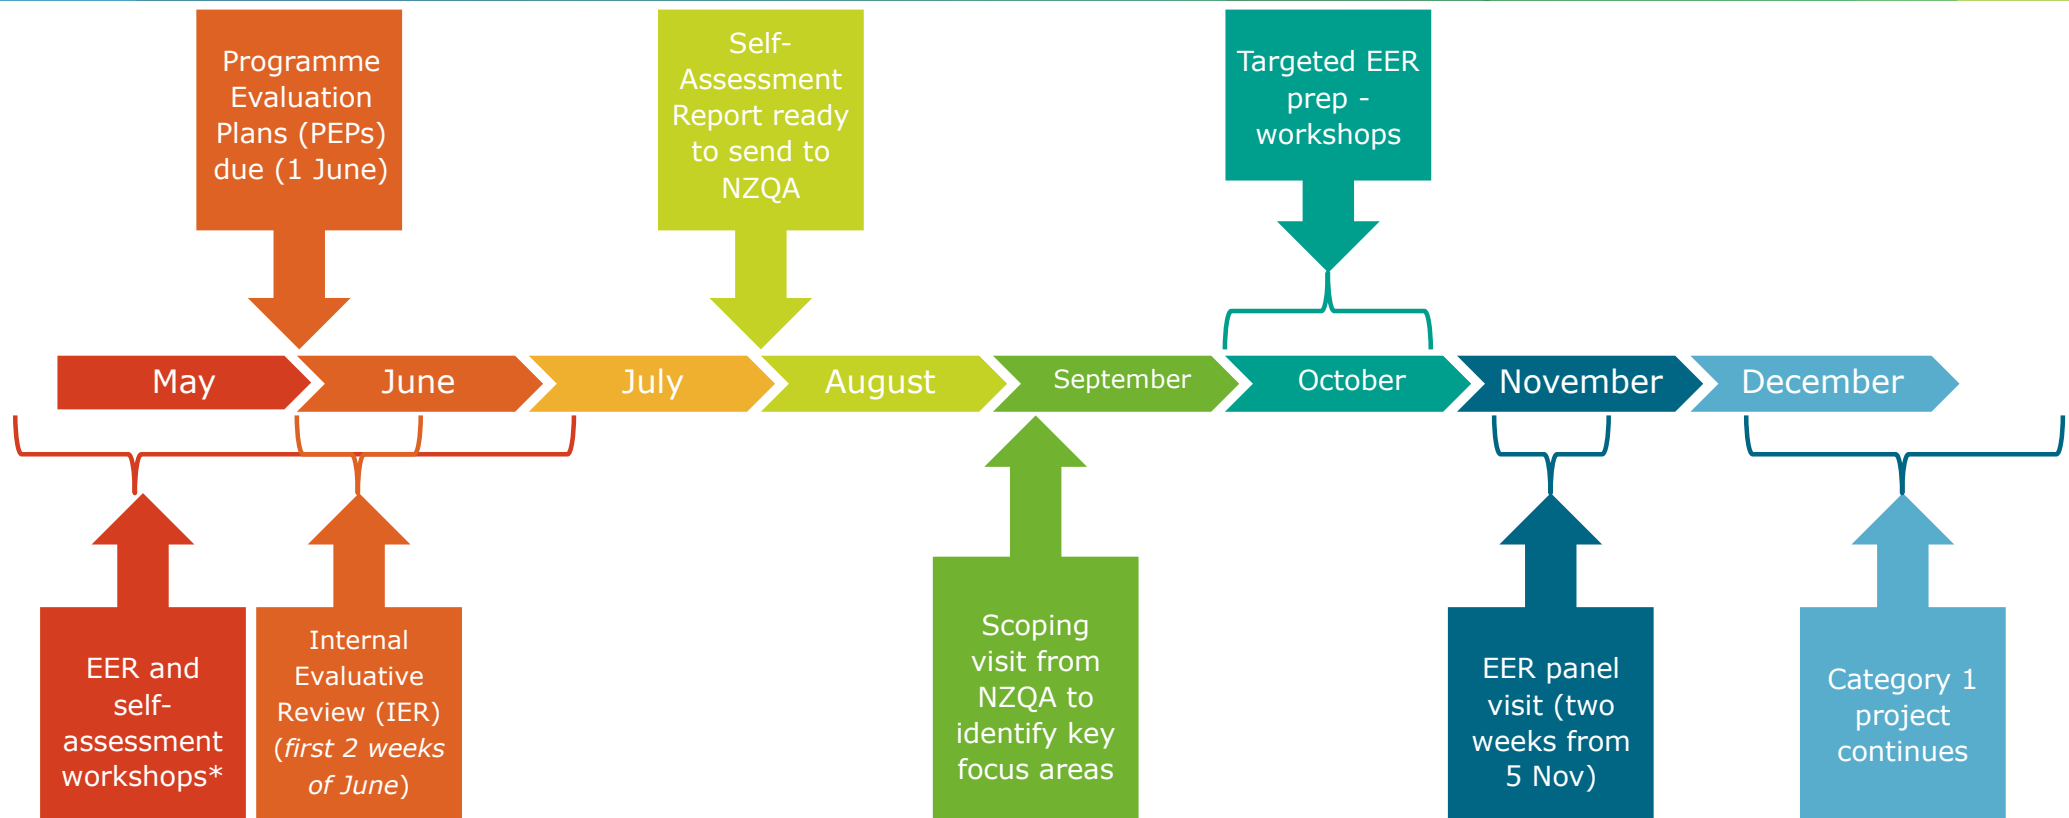 Programme
Evaluation
Plans (PEPs)
due (1 June)
Self-
Assessment
Report ready
to send to
NZQA
Targeted EER
prep -
workshops
May
June
July
August
September
October
November
December
EER and
self-
assessment
workshops*
Internal
Evaluative
Review (IER)
(first 2 weeks
of June)
Scoping
visit from
NZQA to
identify key
focus areas
EER panel
visit (two
weeks from
5 Nov)
Category 1
project
continues